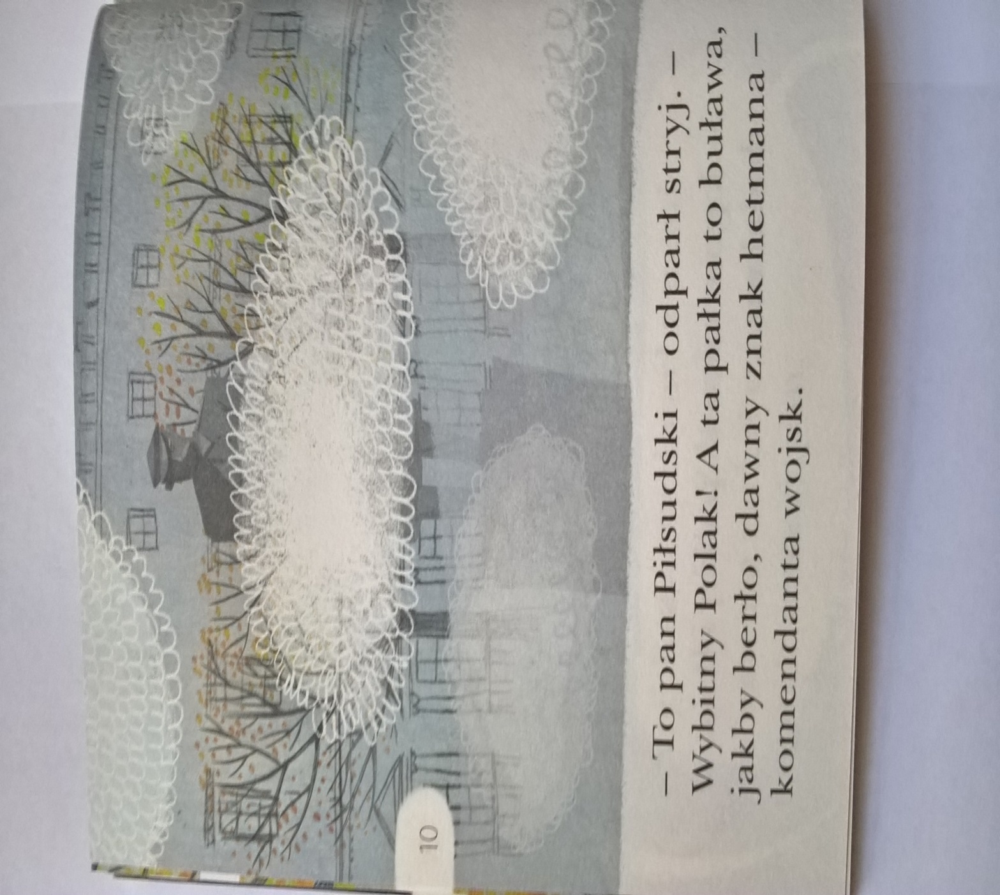 – To pan Piłsudski – odparł stryj. –
Wybitny Polak! A ta pałka to buława,
jakby berło, dawny znak hetmana –
komendanta wojsk.
10